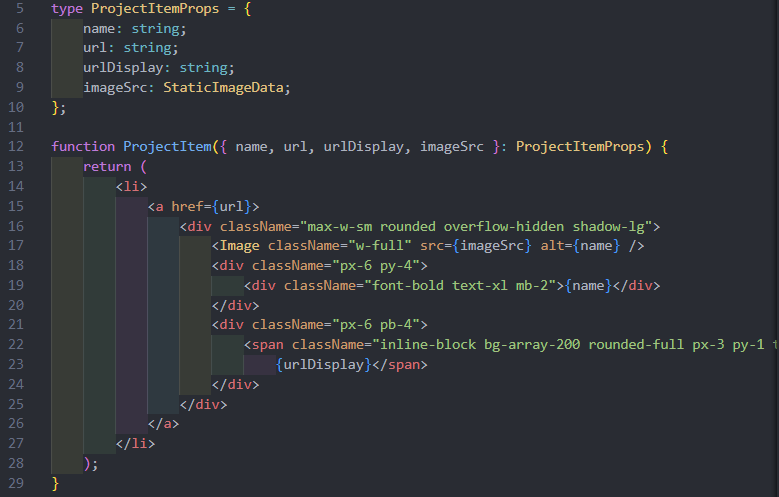 5 type ProjectItemProps = {
6     name: string;
7     url: string;
8     urlDisplay: string;
9     imageSrc: StaticImageData;
10 };
11
12 function ProjectItem({ name, url, urlDisplay, imageSrc }: ProjectItemProps) {
13     return (
14         <li>
15             <a href={url}>
16                 <div className="max-w-sm rounded overflow-hidden shadow-lg">
17                     <Image className="w-full" src={imageSrc} alt={name} />
18                     <div className="px-6 py-4">
19                         <div className="font-bold text-xl mb-2">{name}</div>
20                     </div>
21                     <div className="px-6 pb-4">
22                         <span className="inline-block bg-array-200 rounded-full px-3 py-1
23                             {urlDisplay}</span>
24                     </div>
25                 </div>
26             </a>
27         </li>
28     );
29 }